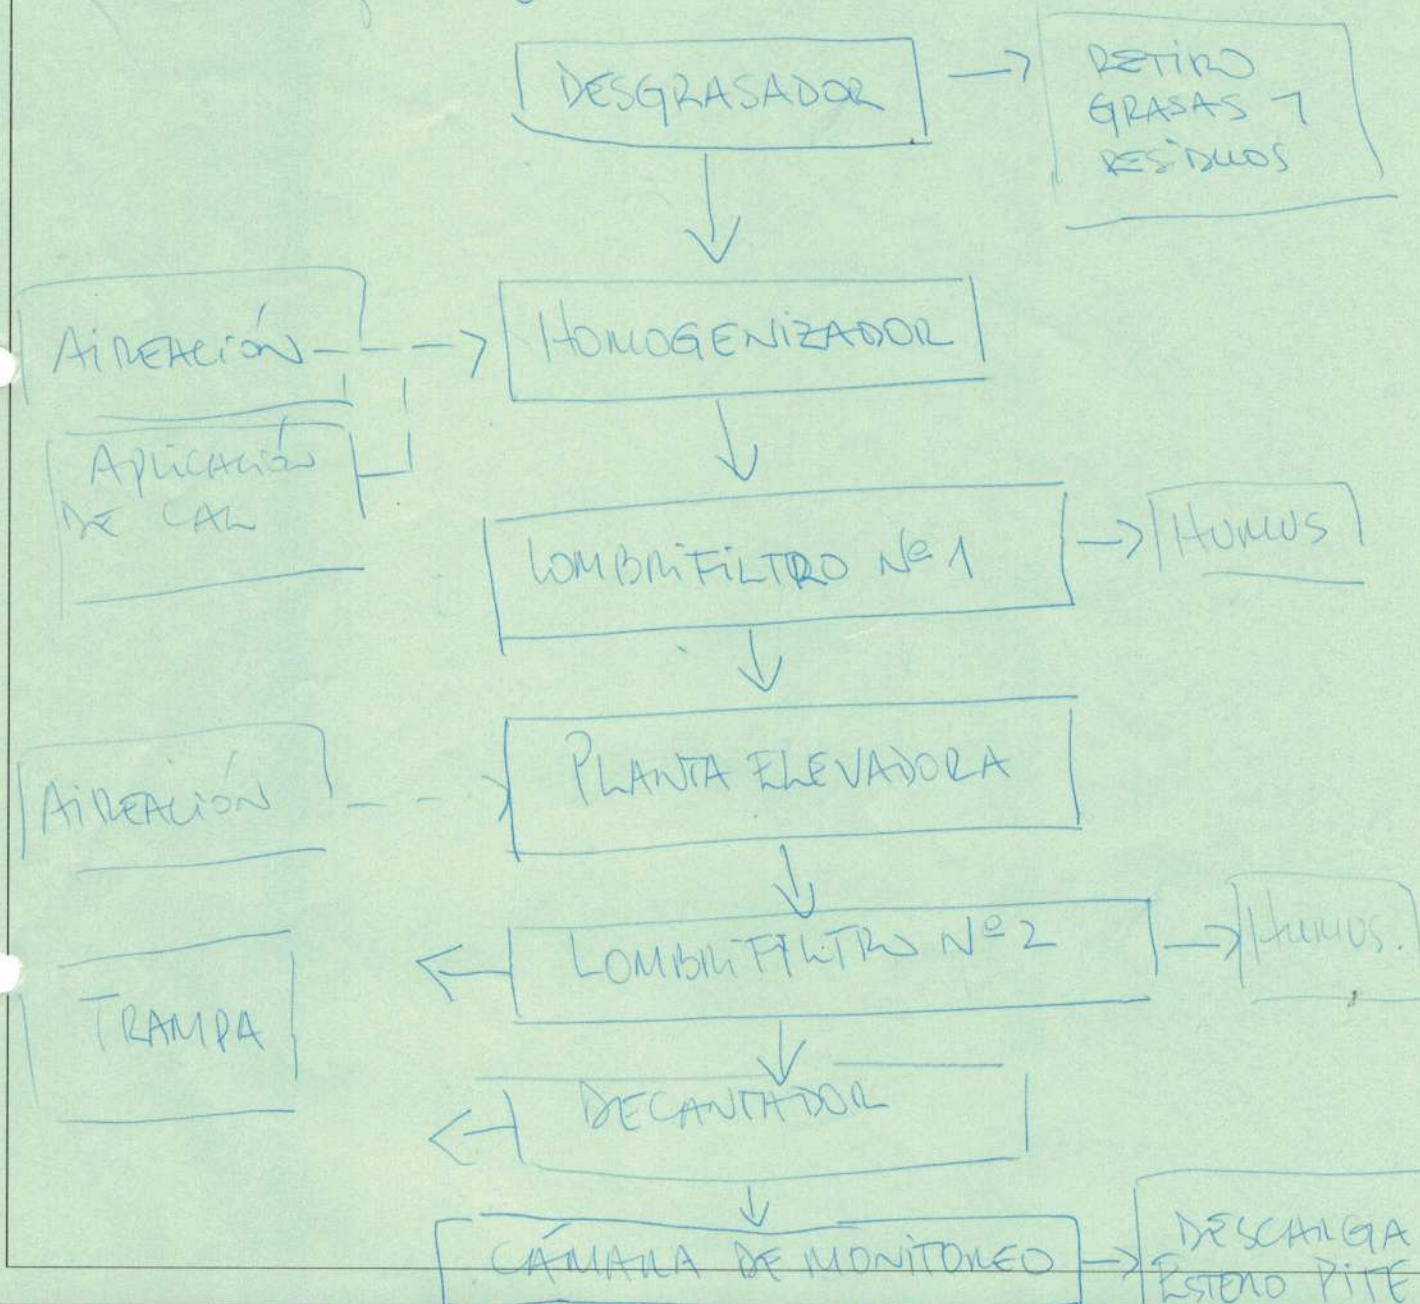 DESGRASADOR
RETIRO
GRASAS Y
RESIDUOS
AIREACIÓN
HOMOGENIZADOR
APLICACIÓN
DE CAL
LOMBRIFILTRO Nº 1
HUMUS
PLANTA ELEVADORA
AIREACIÓN
LOMBRIFILTRO Nº 2
HUMUS.
TRAMPA
DECANTADOR
CÁMARA DE MONITOREO
DESCARGA
ESTERO PITE